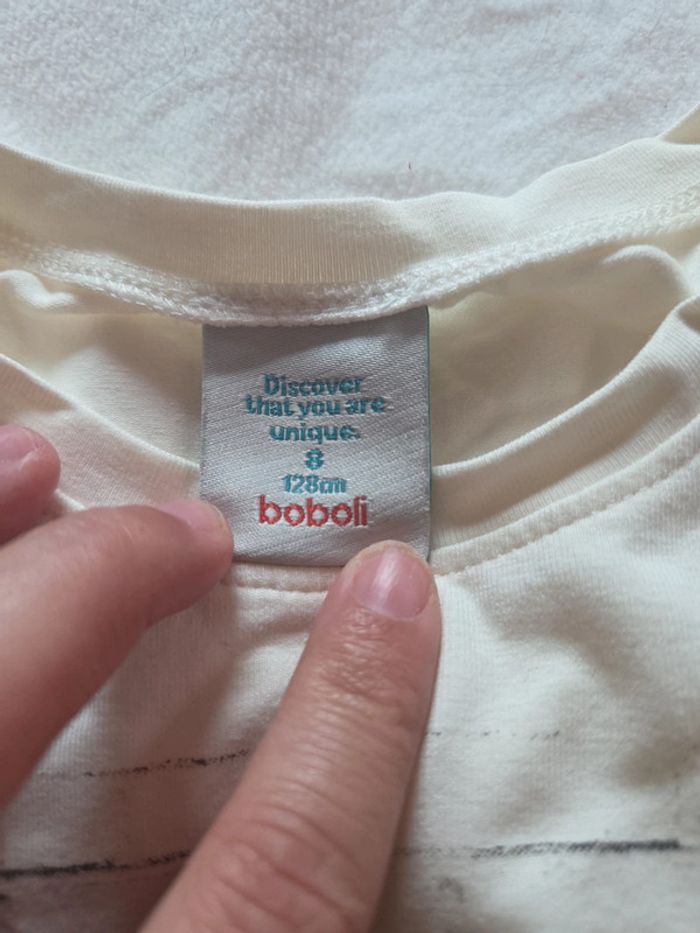 Discover
that you are
unique.
8
128cm
boboli